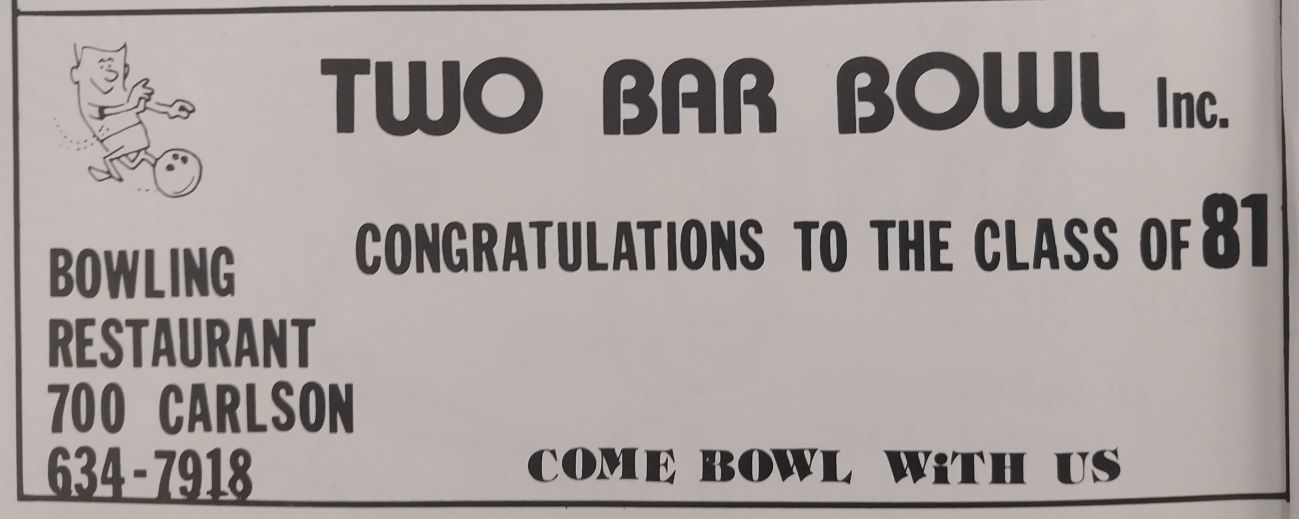 TWO BAR BOWL Inc.
CONGRATULATIONS TO THE CLASS OF 81
BOWLING
RESTAURANT
700 CARLSON
634-7918
COME BOWL WiTH US